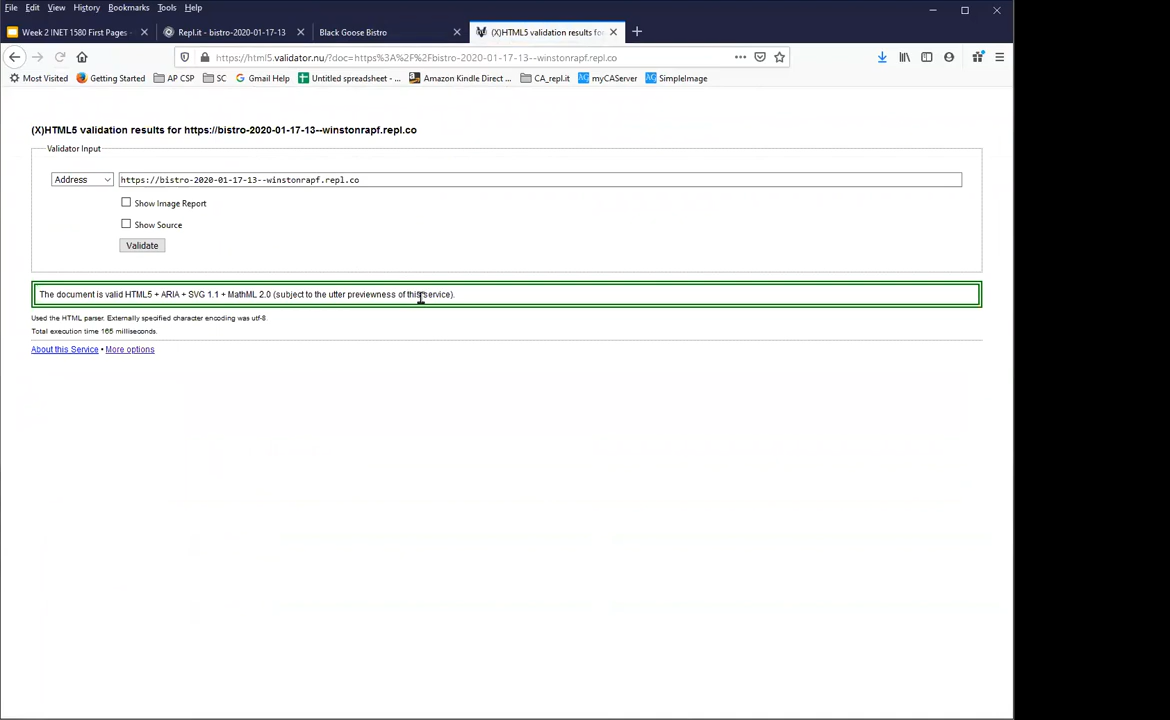 File Edit View History Bookmarks Tools Help
Week 2 INET 1580 First Pages - Repl.it - bistro-2020-01-17-13 Black Goose Bistro (X)HTML5 validation results for
https://html5.validator.nu/?doc=https%3A%2F%2Fbistro-2020-01-17-13--winstonrapf.repl.co
Most Visited Getting Started AP CSP SC Gmail Help Untitled spreadsheet - ... Amazon Kindle Direct ... CA_repl.it myCAServer SimpleImage
(X)HTML5 validation results for https://bistro-2020-01-17-13--winstonrapf.repl.co
Validator Input
Address https://bistro-2020-01-17-13--winstonrapf.repl.co
Show Image Report
Show Source
Validate
The document is valid HTML5 + ARIA + SVG 1.1 + MathML 2.0 (subject to the utter previewness of this service).
Used the HTML parser. Externally specified character encoding was utf-8.
Total execution time 165 milliseconds.
About this Service • More options